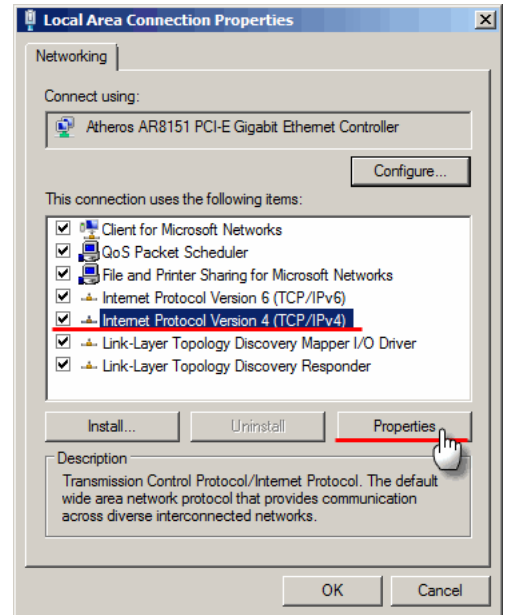 Local Area Connection Properties
Networking
Connect using:
Atheros AR8151 PCI-E Gigabit Ethernet Controller
Configure...
This connection uses the following items:
Client for Microsoft Networks
QoS Packet Scheduler
File and Printer Sharing for Microsoft Networks
Internet Protocol Version 6 (TCP/IPv6)
Internet Protocol Version 4 (TCP/IPv4)
Link-Layer Topology Discovery Mapper I/O Driver
Link-Layer Topology Discovery Responder
Install... Uninstall Properties
Description
Transmission Control Protocol/Internet Protocol. The default
wide area network protocol that provides communication
across diverse interconnected networks.
OK Cancel